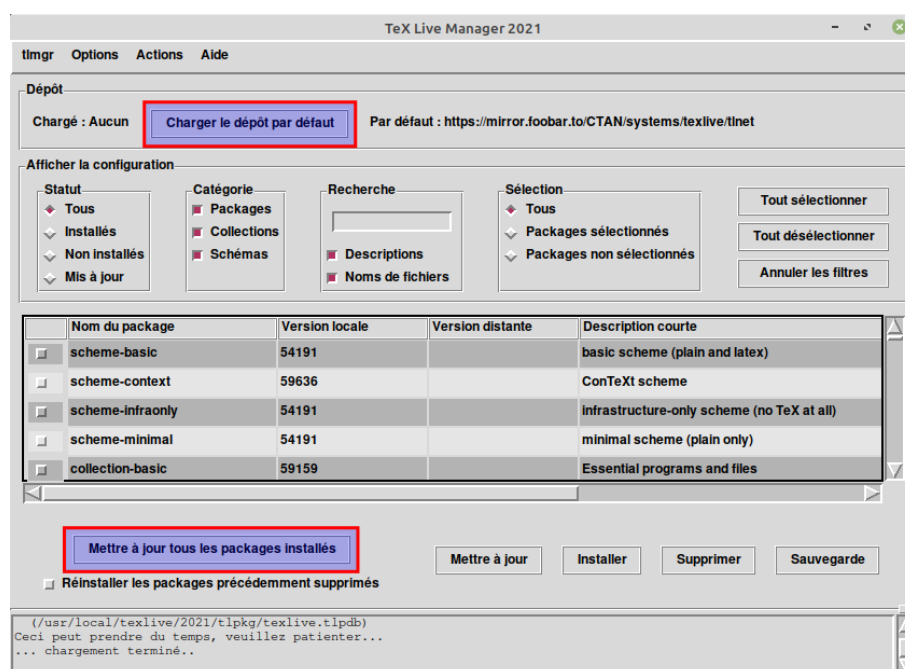 TeX Live Manager 2021
tlmgr Options Actions Aide
Dépôt
Chargé : Aucun Charger le dépôt par défaut Par défaut : https://mirror.foobar.to/CTAN/systems/texlive/tlnet
Afficher la configuration
Statut Catégorie Recherche Sélection
Tous Packages Tous Tout sélectionner
Installés Collections Packages sélectionnés Tout désélectionner
Non installés Schémas Descriptions Packages non sélectionnés
Mis à jour Noms de fichiers Annuler les filtres
Nom du package Version locale Version distante Description courte
scheme-basic 54191 basic scheme (plain and latex)
scheme-context 59636 ConTeXt scheme
scheme-infraonly 54191 infrastructure-only scheme (no TeX at all)
scheme-minimal 54191 minimal scheme (plain only)
collection-basic 59159 Essential programs and files
Mettre à jour tous les packages installés Mettre à jour Installer Supprimer Sauvegarde
Réinstaller les packages précédemment supprimés
(/usr/local/texlive/2021/tlpkg/texlive.tlpdb)
Ceci peut prendre du temps, veuillez patienter...
... chargement terminé..